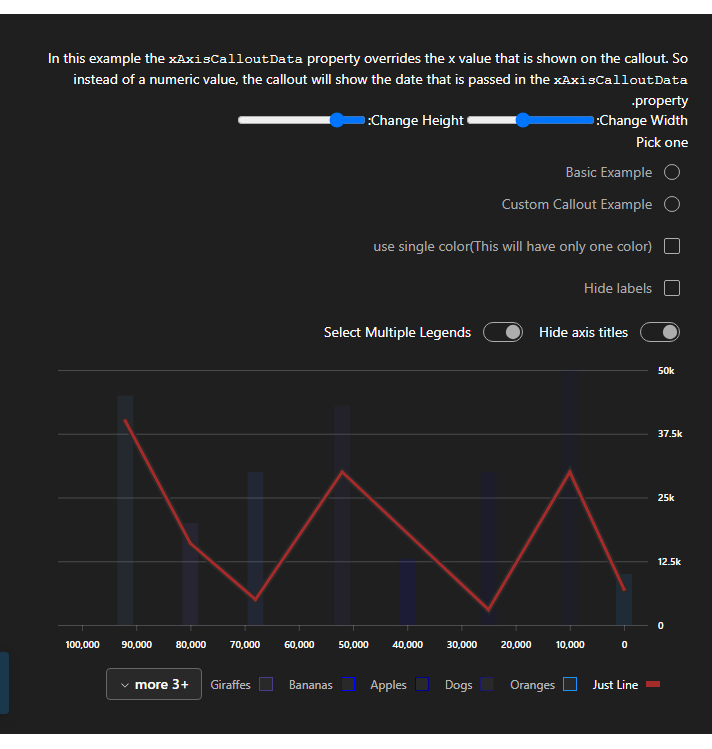 In this example the xAxisCalloutData property overrides the x value that is shown on the callout. So
instead of a numeric value, the callout will show the date that is passed in the xAxisCalloutData
.property
:Change Width :Change Height
Pick one
Basic Example
Custom Callout Example
use single color(This will have only one color)
Hide labels
Hide axis titles Select Multiple Legends
50k
37.5k
25k
12.5k
0
100,000 90,000 80,000 70,000 60,000 50,000 40,000 30,000 20,000 10,000 0
Just Line Oranges Dogs Apples Bananas Giraffes more 3+